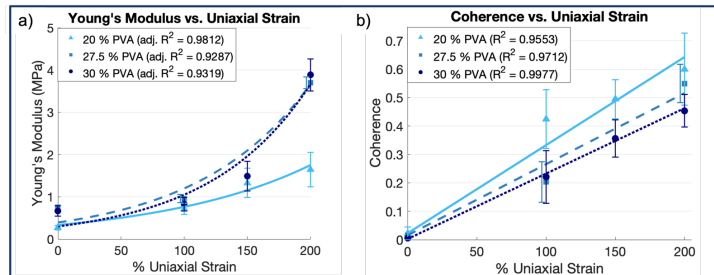 a)
Young's Modulus vs. Uniaxial Strain
20 % PVA (adj. R² = 0.9812)
27.5 % PVA (adj. R² = 0.9287)
30 % PVA (adj. R² = 0.9319)
Young's Modulus (MPa)
5
4
3
2
1
0
0 50 100 150 200
% Uniaxial Strain
b)
Coherence vs. Uniaxial Strain
20 % PVA (R² = 0.9553)
27.5 % PVA (R² = 0.9712)
30 % PVA (R² = 0.9977)
Coherence
0.7
0.6
0.5
0.4
0.3
0.2
0.1
0
0 50 100 150 200
% Uniaxial Strain